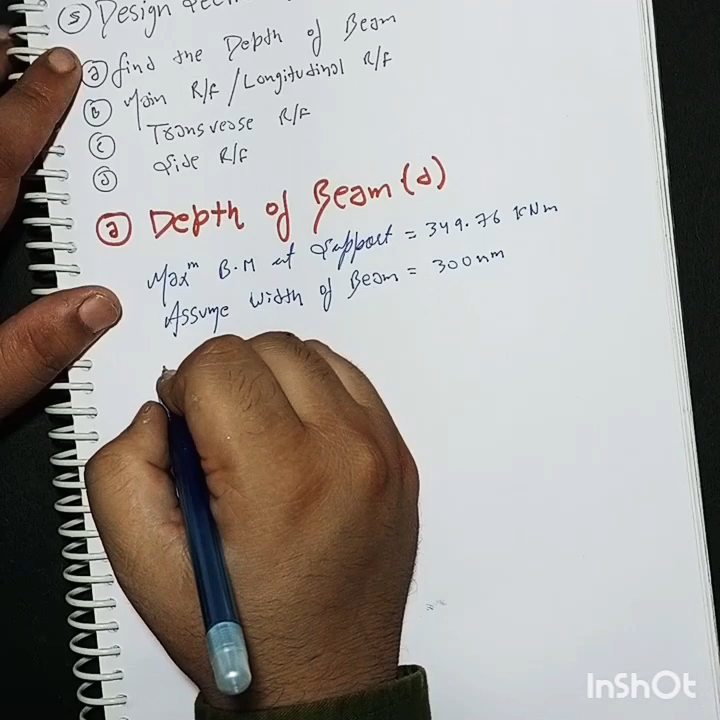 ⑤ Design
ⓐ find the Depth of Beam
Ⓑ Main R/F / Longitudinal R/F
Ⓒ Transverse R/F
Ⓓ Side R/F
ⓐ Depth of Beam (d)
Maxᵐ B.M at Support = 349.76 KNm
Assume Width of Beam = 300mm
InShOt